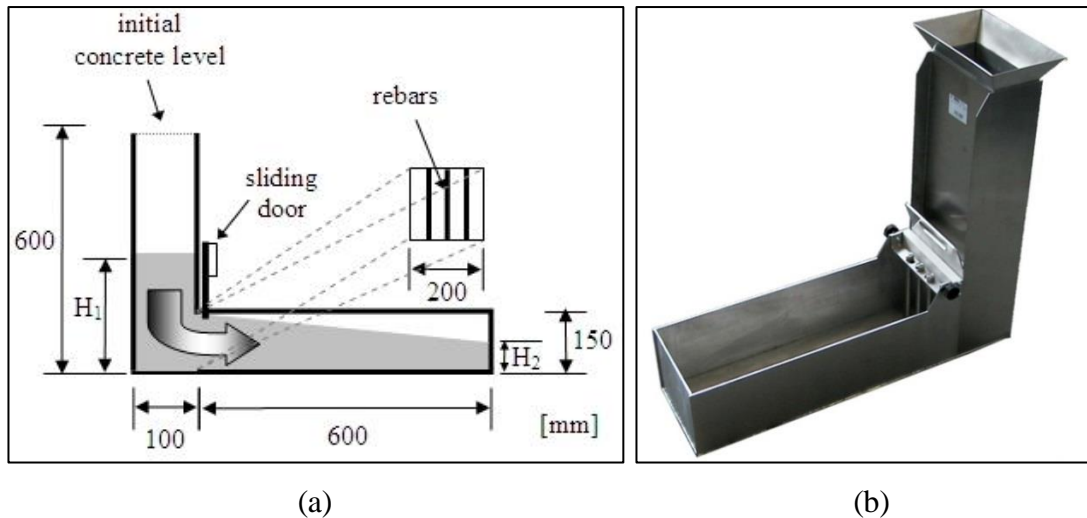 initial
concrete level
rebars
sliding
door
600
200
H1
H2
150
100
600
[mm]
(a)
(b)